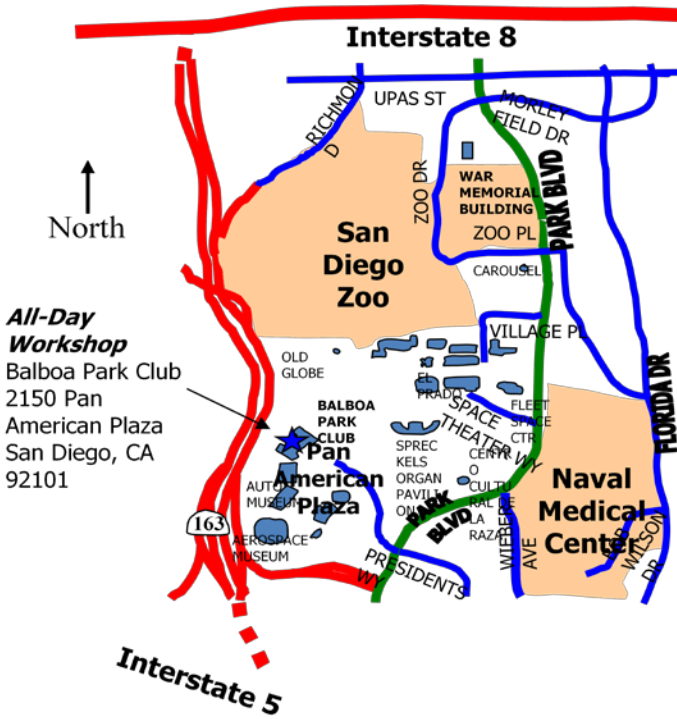 Interstate 8
RICHMON
D
UPAS ST
MORLEY
FIELD DR
North
ZOO DR
WAR
MEMORIAL
BUILDING
PARK BLVD
San
Diego
Zoo
ZOO PL
CAROUSEL
All-Day
Workshop
Balboa Park Club
2150 Pan
American Plaza
San Diego, CA
92101
OLD
GLOBE
VILLAGE PL
EL
PRADO
SPACE
THEATER WY
FLEET
SPACE
CTR
FLORIDA DR
BALBOA
PARK
CLUB
Pan
American
Plaza
SPREC
KELS
ORGAN
PAVILI
ON
CENTR
O
CULTU
RAL DE
LA
RAZA
Naval
Medical
Center
AUTO
MUSEUM
PARK
BLVD
163
AEROSPACE
MUSEUM
PRESIDENTS
WY
WIEBER
AVE
BOB
WILSON
DR
Interstate 5